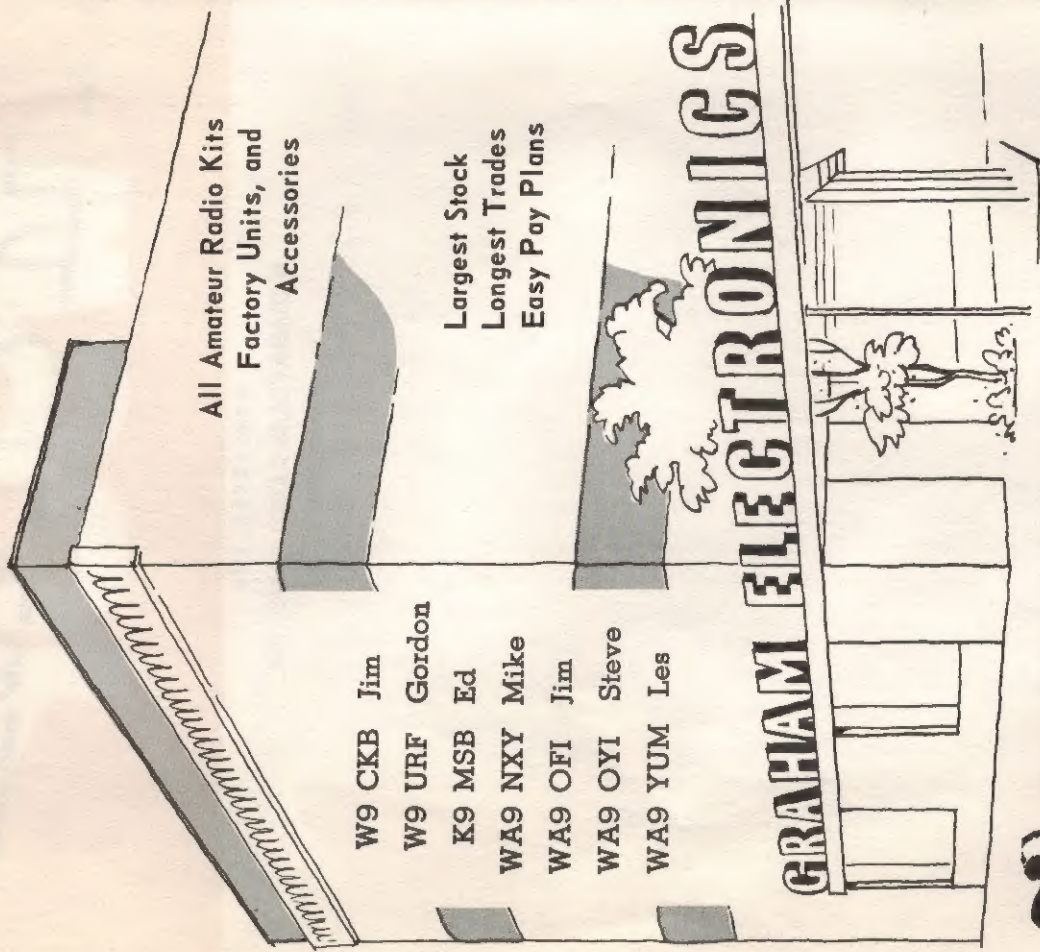 All Amateur Radio Kits
Factory Units, and
Accessories
Largest Stock
Longest Trades
Easy Pay Plans
W9 CKB Jim
W9 URF Gordon
K9 MSB Ed
WA9 NXY Mike
WA9 OFI Jim
WA9 OYI Steve
WA9 YUM Les
GRAHAM ELECTRONICS